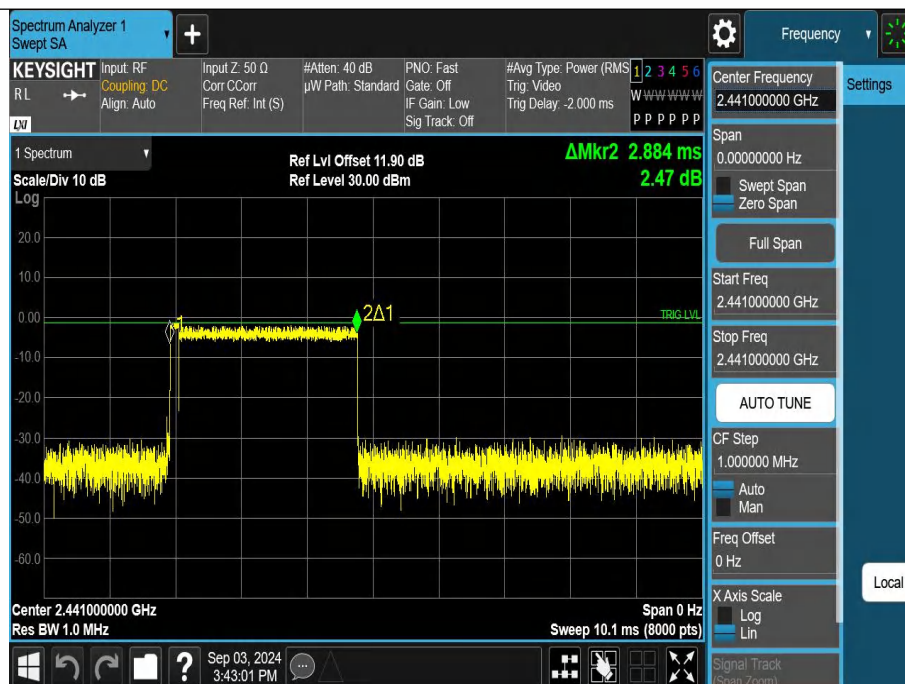 Spectrum Analyzer 1
Swept SA
Frequency
KEYSIGHT
RL
LXI
Input: RF
Coupling: DC
Align: Auto
Input Z: 50 Ω
Corr CCorr
Freq Ref: Int (S)
#Atten: 40 dB
µW Path: Standard
PNO: Fast
Gate: Off
IF Gain: Low
Sig Track: Off
#Avg Type: Power (RMS
Trig: Video
Trig Delay: -2.000 ms
1 2 3 4 5 6
W W W W W W
P P P P P P
Center Frequency
2.441000000 GHz
Settings
Span
0.00000000 Hz
Swept Span
Zero Span
Full Span
Start Freq
2.441000000 GHz
Stop Freq
2.441000000 GHz
AUTO TUNE
CF Step
1.000000 MHz
Auto
Man
Freq Offset
0 Hz
X Axis Scale
Log
Lin
Signal Track
(Span Zoom)
Local
1 Spectrum
Scale/Div 10 dB
Log
Ref Lvl Offset 11.90 dB
Ref Level 30.00 dBm
ΔMkr2 2.884 ms
2.47 dB
20.0
10.0
0.00
-10.0
-20.0
-30.0
-40.0
-50.0
-60.0
2Δ1
TRIG LVL
Center 2.441000000 GHz
Res BW 1.0 MHz
Span 0 Hz
Sweep 10.1 ms (8000 pts)
Sep 03, 2024
3:43:01 PM